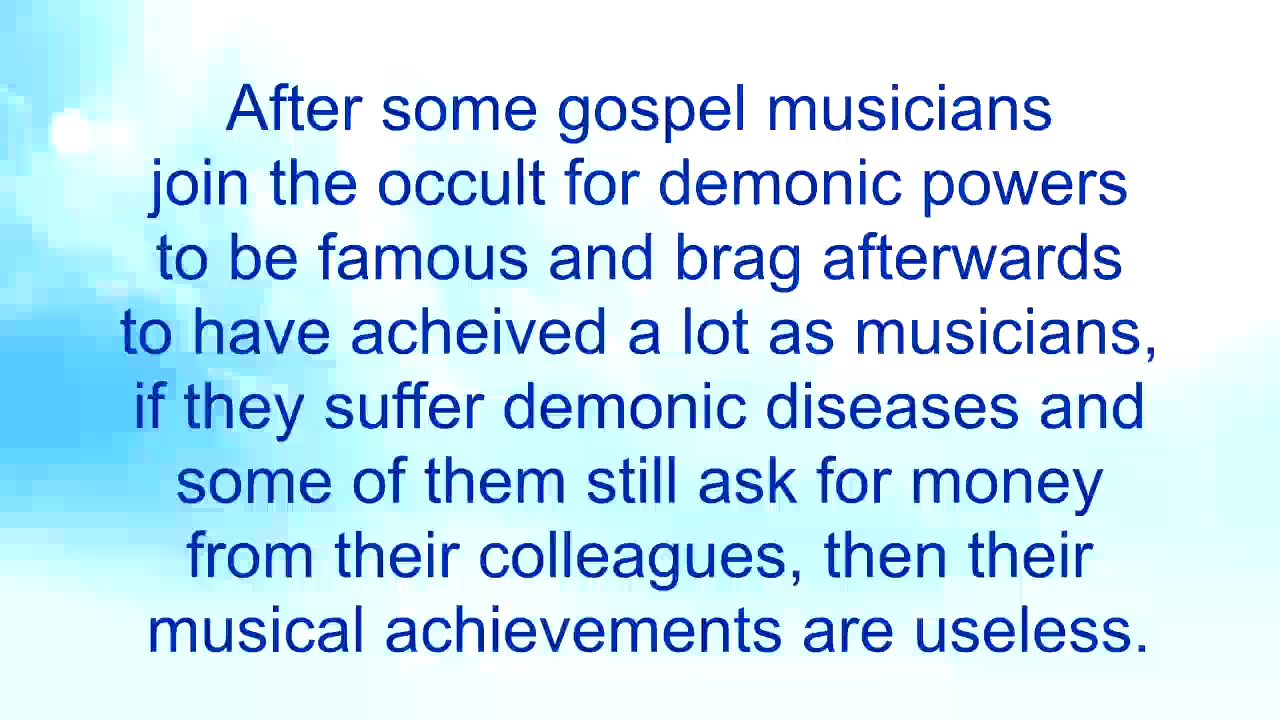 After some gospel musicians
join the occult for demonic powers
to be famous and brag afterwards
to have acheived a lot as musicians,
if they suffer demonic diseases and
some of them still ask for money
from their colleagues, then their
musical achievements are useless.